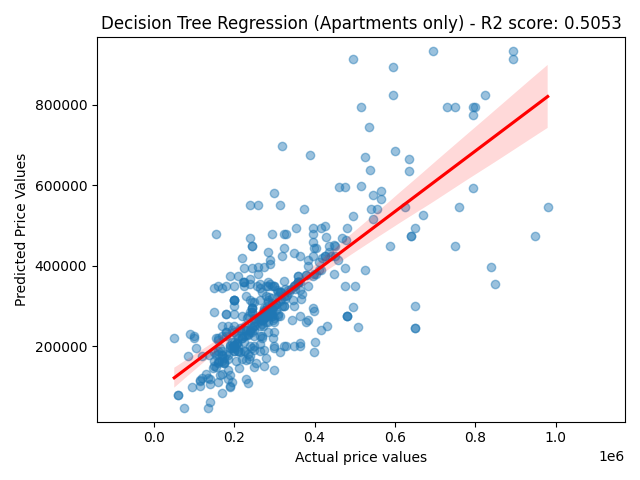 Decision Tree Regression (Apartments only) - R2 score: 0.5053
Predicted Price Values
800000
600000
400000
200000
0.0 0.2 0.4 0.6 0.8 1.0
1e6
Actual price values